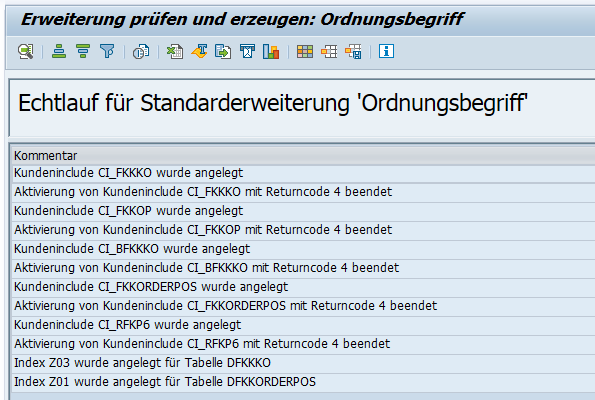 Erweiterung prüfen und erzeugen: Ordnungsbegriff
Echtlauf für Standarderweiterung 'Ordnungsbegriff'
Kommentar
Kundeninclude CI_FKKKO wurde angelegt
Aktivierung von Kundeninclude CI_FKKKO mit Returncode 4 beendet
Kundeninclude CI_FKKOP wurde angelegt
Aktivierung von Kundeninclude CI_FKKOP mit Returncode 4 beendet
Kundeninclude CI_BFKKKO wurde angelegt
Aktivierung von Kundeninclude CI_BFKKKO mit Returncode 4 beendet
Kundeninclude CI_FKKORDERPOS wurde angelegt
Aktivierung von Kundeninclude CI_FKKORDERPOS mit Returncode 4 beendet
Kundeninclude CI_RFKP6 wurde angelegt
Aktivierung von Kundeninclude CI_RFKP6 mit Returncode 4 beendet
Index Z03 wurde angelegt für Tabelle DFKKKO
Index Z01 wurde angelegt für Tabelle DFKKORDERPOS